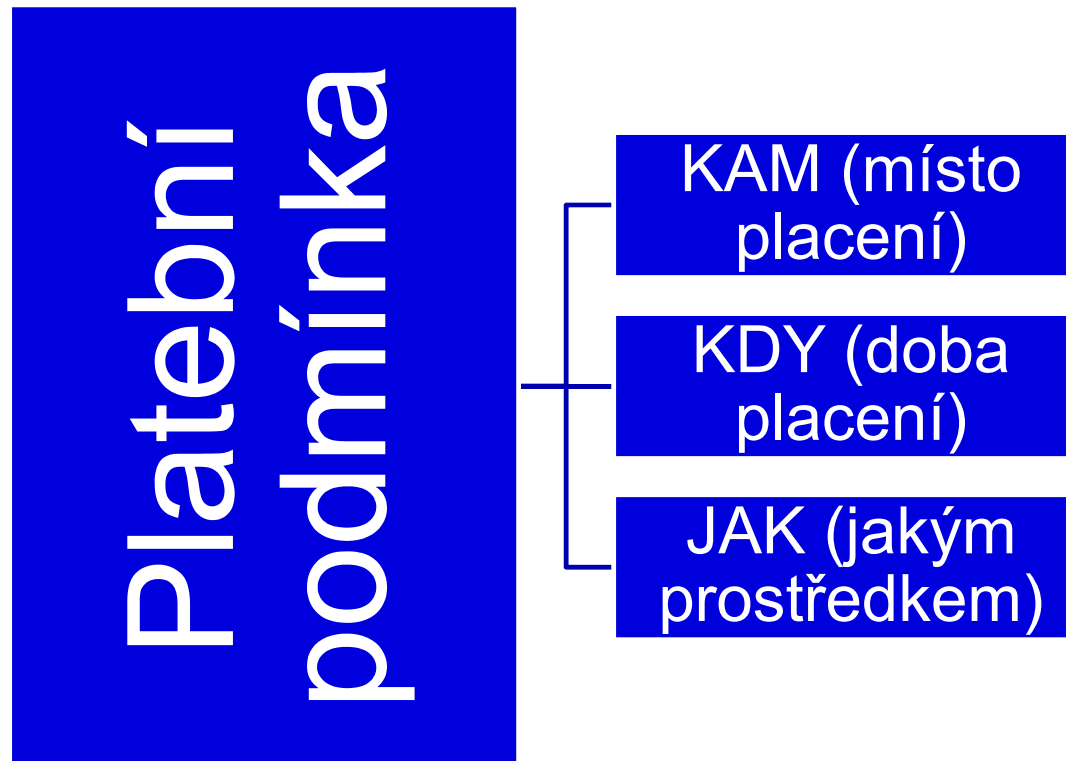 Platební
podmínka
KAM (místo
placení)
KDY (doba
placení)
JAK (jakým
prostředkem)